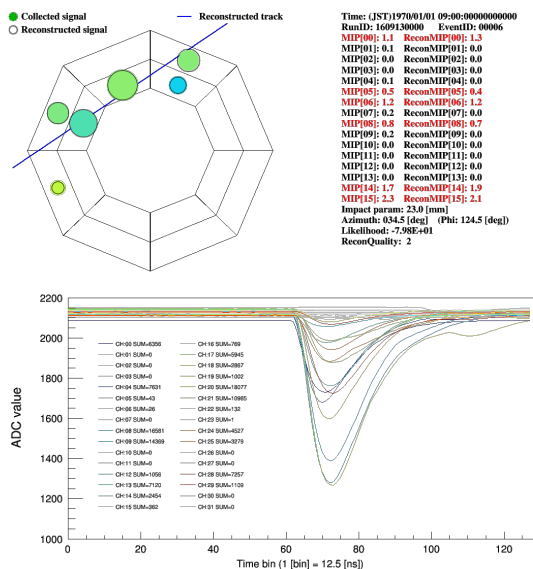 Collected signal
Reconstructed signal
Reconstructed track
Time: (JST)1970/01/01 09:00:00000000000
RunID: 1609130000 EventID: 00006
MIP[00]: 1.1 ReconMIP[00]: 1.3
MIP[01]: 0.1 ReconMIP[01]: 0.0
MIP[02]: 0.0 ReconMIP[02]: 0.0
MIP[03]: 0.0 ReconMIP[03]: 0.0
MIP[04]: 0.1 ReconMIP[04]: 0.0
MIP[05]: 0.5 ReconMIP[05]: 0.4
MIP[06]: 1.2 ReconMIP[06]: 1.2
MIP[07]: 0.2 ReconMIP[07]: 0.0
MIP[08]: 0.8 ReconMIP[08]: 0.7
MIP[09]: 0.2 ReconMIP[09]: 0.0
MIP[10]: 0.0 ReconMIP[10]: 0.0
MIP[11]: 0.0 ReconMIP[11]: 0.0
MIP[12]: 0.0 ReconMIP[12]: 0.0
MIP[13]: 0.0 ReconMIP[13]: 0.0
MIP[14]: 1.7 ReconMIP[14]: 1.9
MIP[15]: 2.3 ReconMIP[15]: 2.1
Impact param: 23.0 [mm]
Azimuth: 034.5 [deg] (Phi: 124.5 [deg])
Likelihood: -7.98E+01
ReconQuality: 2
ADC value
2200
2000
1800
1600
1400
1200
1000
CH:00 SUM=6356
CH:01 SUM=0
CH:02 SUM=0
CH:03 SUM=0
CH:04 SUM=7631
CH:05 SUM=43
CH:06 SUM=26
CH:07 SUM=0
CH:08 SUM=16581
CH:09 SUM=14369
CH:10 SUM=0
CH:11 SUM=0
CH:12 SUM=1056
CH:13 SUM=7120
CH:14 SUM=2454
CH:15 SUM=362
CH:16 SUM=769
CH:17 SUM=5945
CH:18 SUM=2867
CH:19 SUM=1002
CH:20 SUM=18077
CH:21 SUM=10985
CH:22 SUM=132
CH:23 SUM=1
CH:24 SUM=4527
CH:25 SUM=3279
CH:26 SUM=0
CH:27 SUM=0
CH:28 SUM=7257
CH:29 SUM=1109
CH:30 SUM=0
CH:31 SUM=0
0 20 40 60 80 100 120
Time bin (1 [bin] = 12.5 [ns])